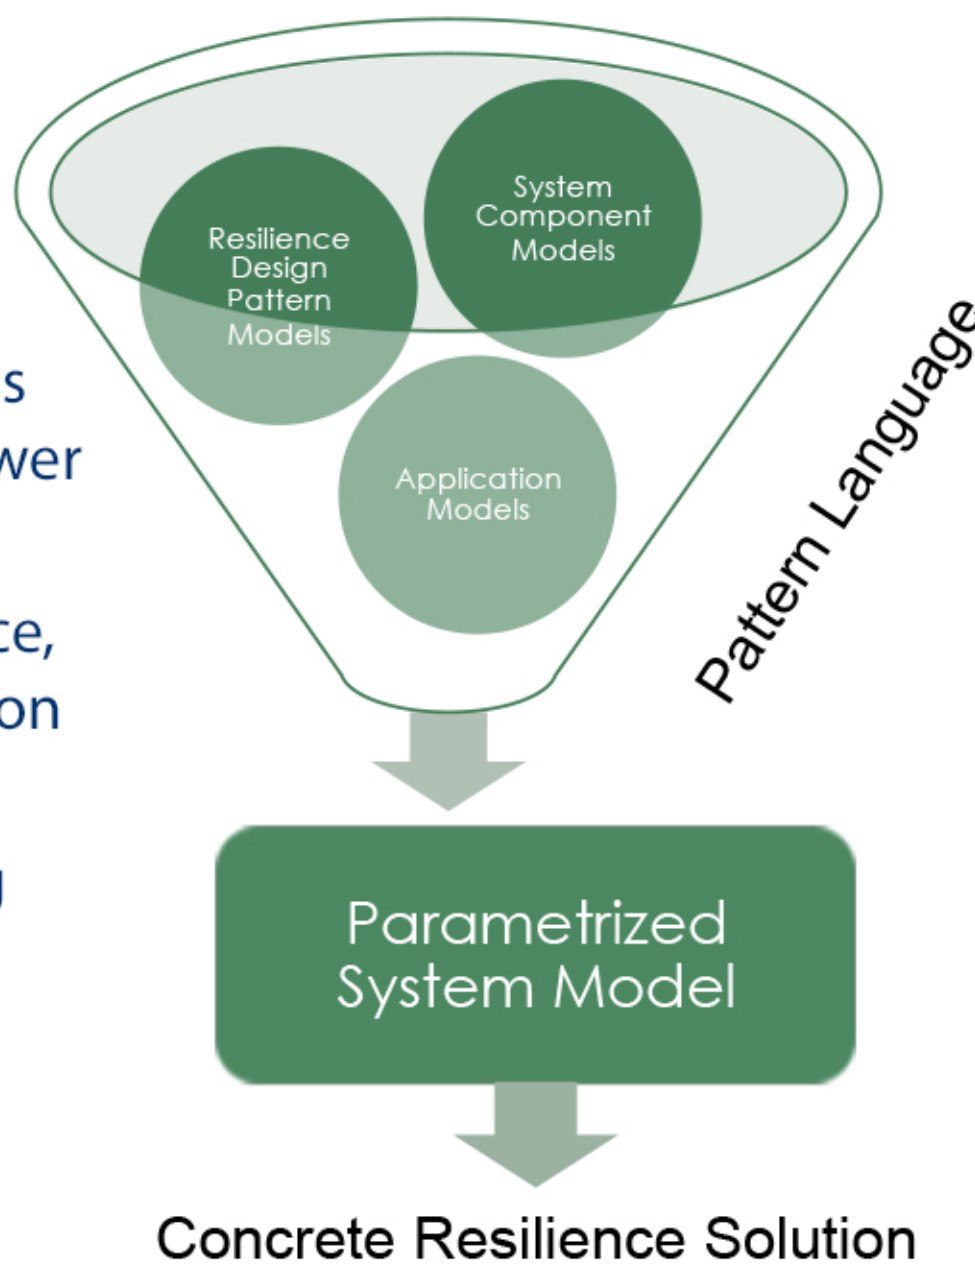 System
Component
Models
Resilience
Design
Pattern
Models
Application
Models
Pattern Language
Parametrized
System Model
Concrete Resilience Solution